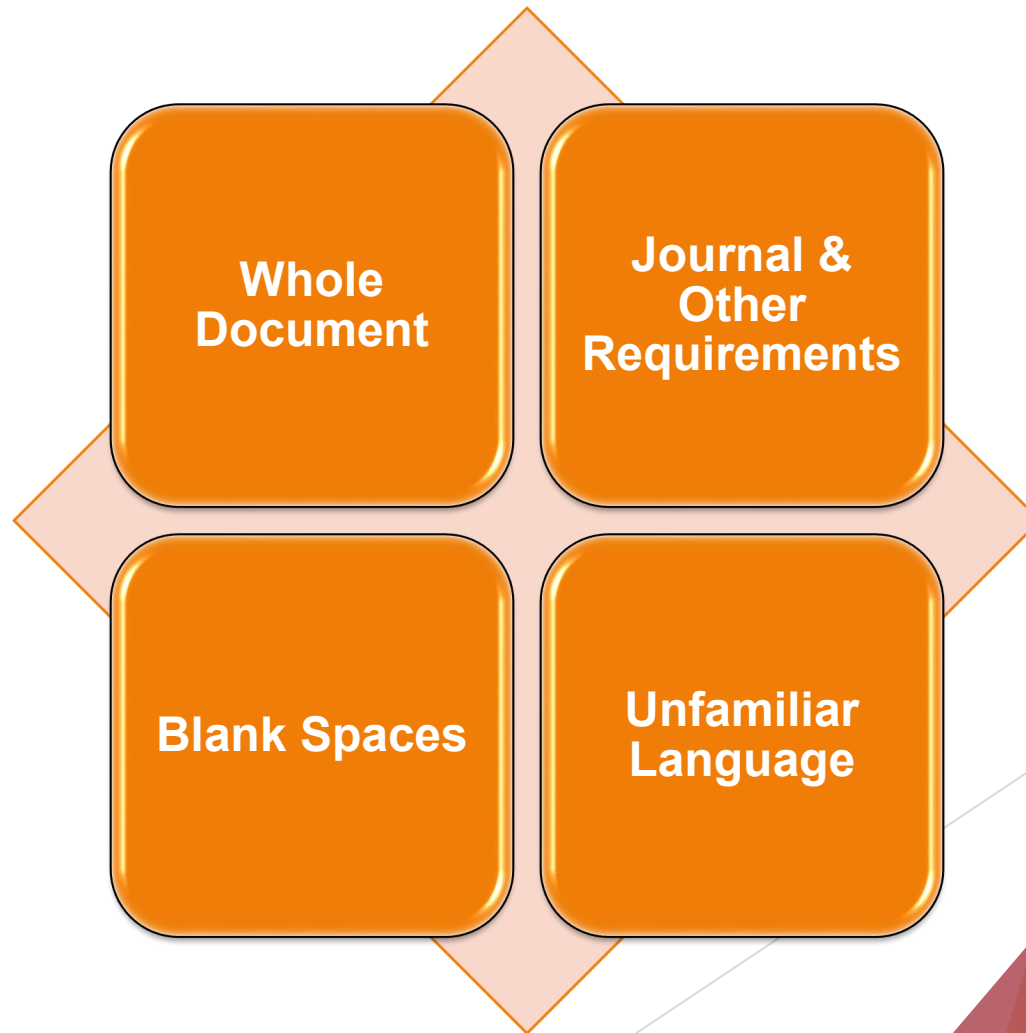 Whole
Document
Journal &
Other
Requirements
Blank Spaces
Unfamiliar
Language